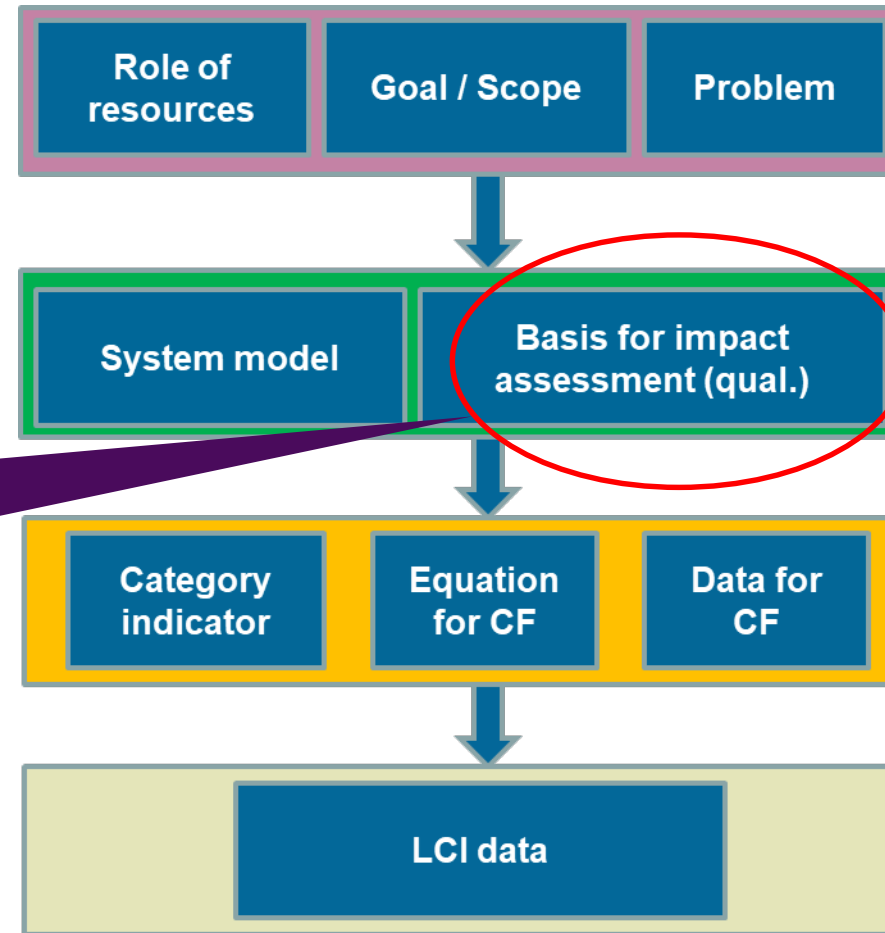 Role of
resources
Goal / Scope
Problem
System model
Basis for impact
assessment (qual.)
Category
indicator
Equation
for CF
Data for
CF
LCI data